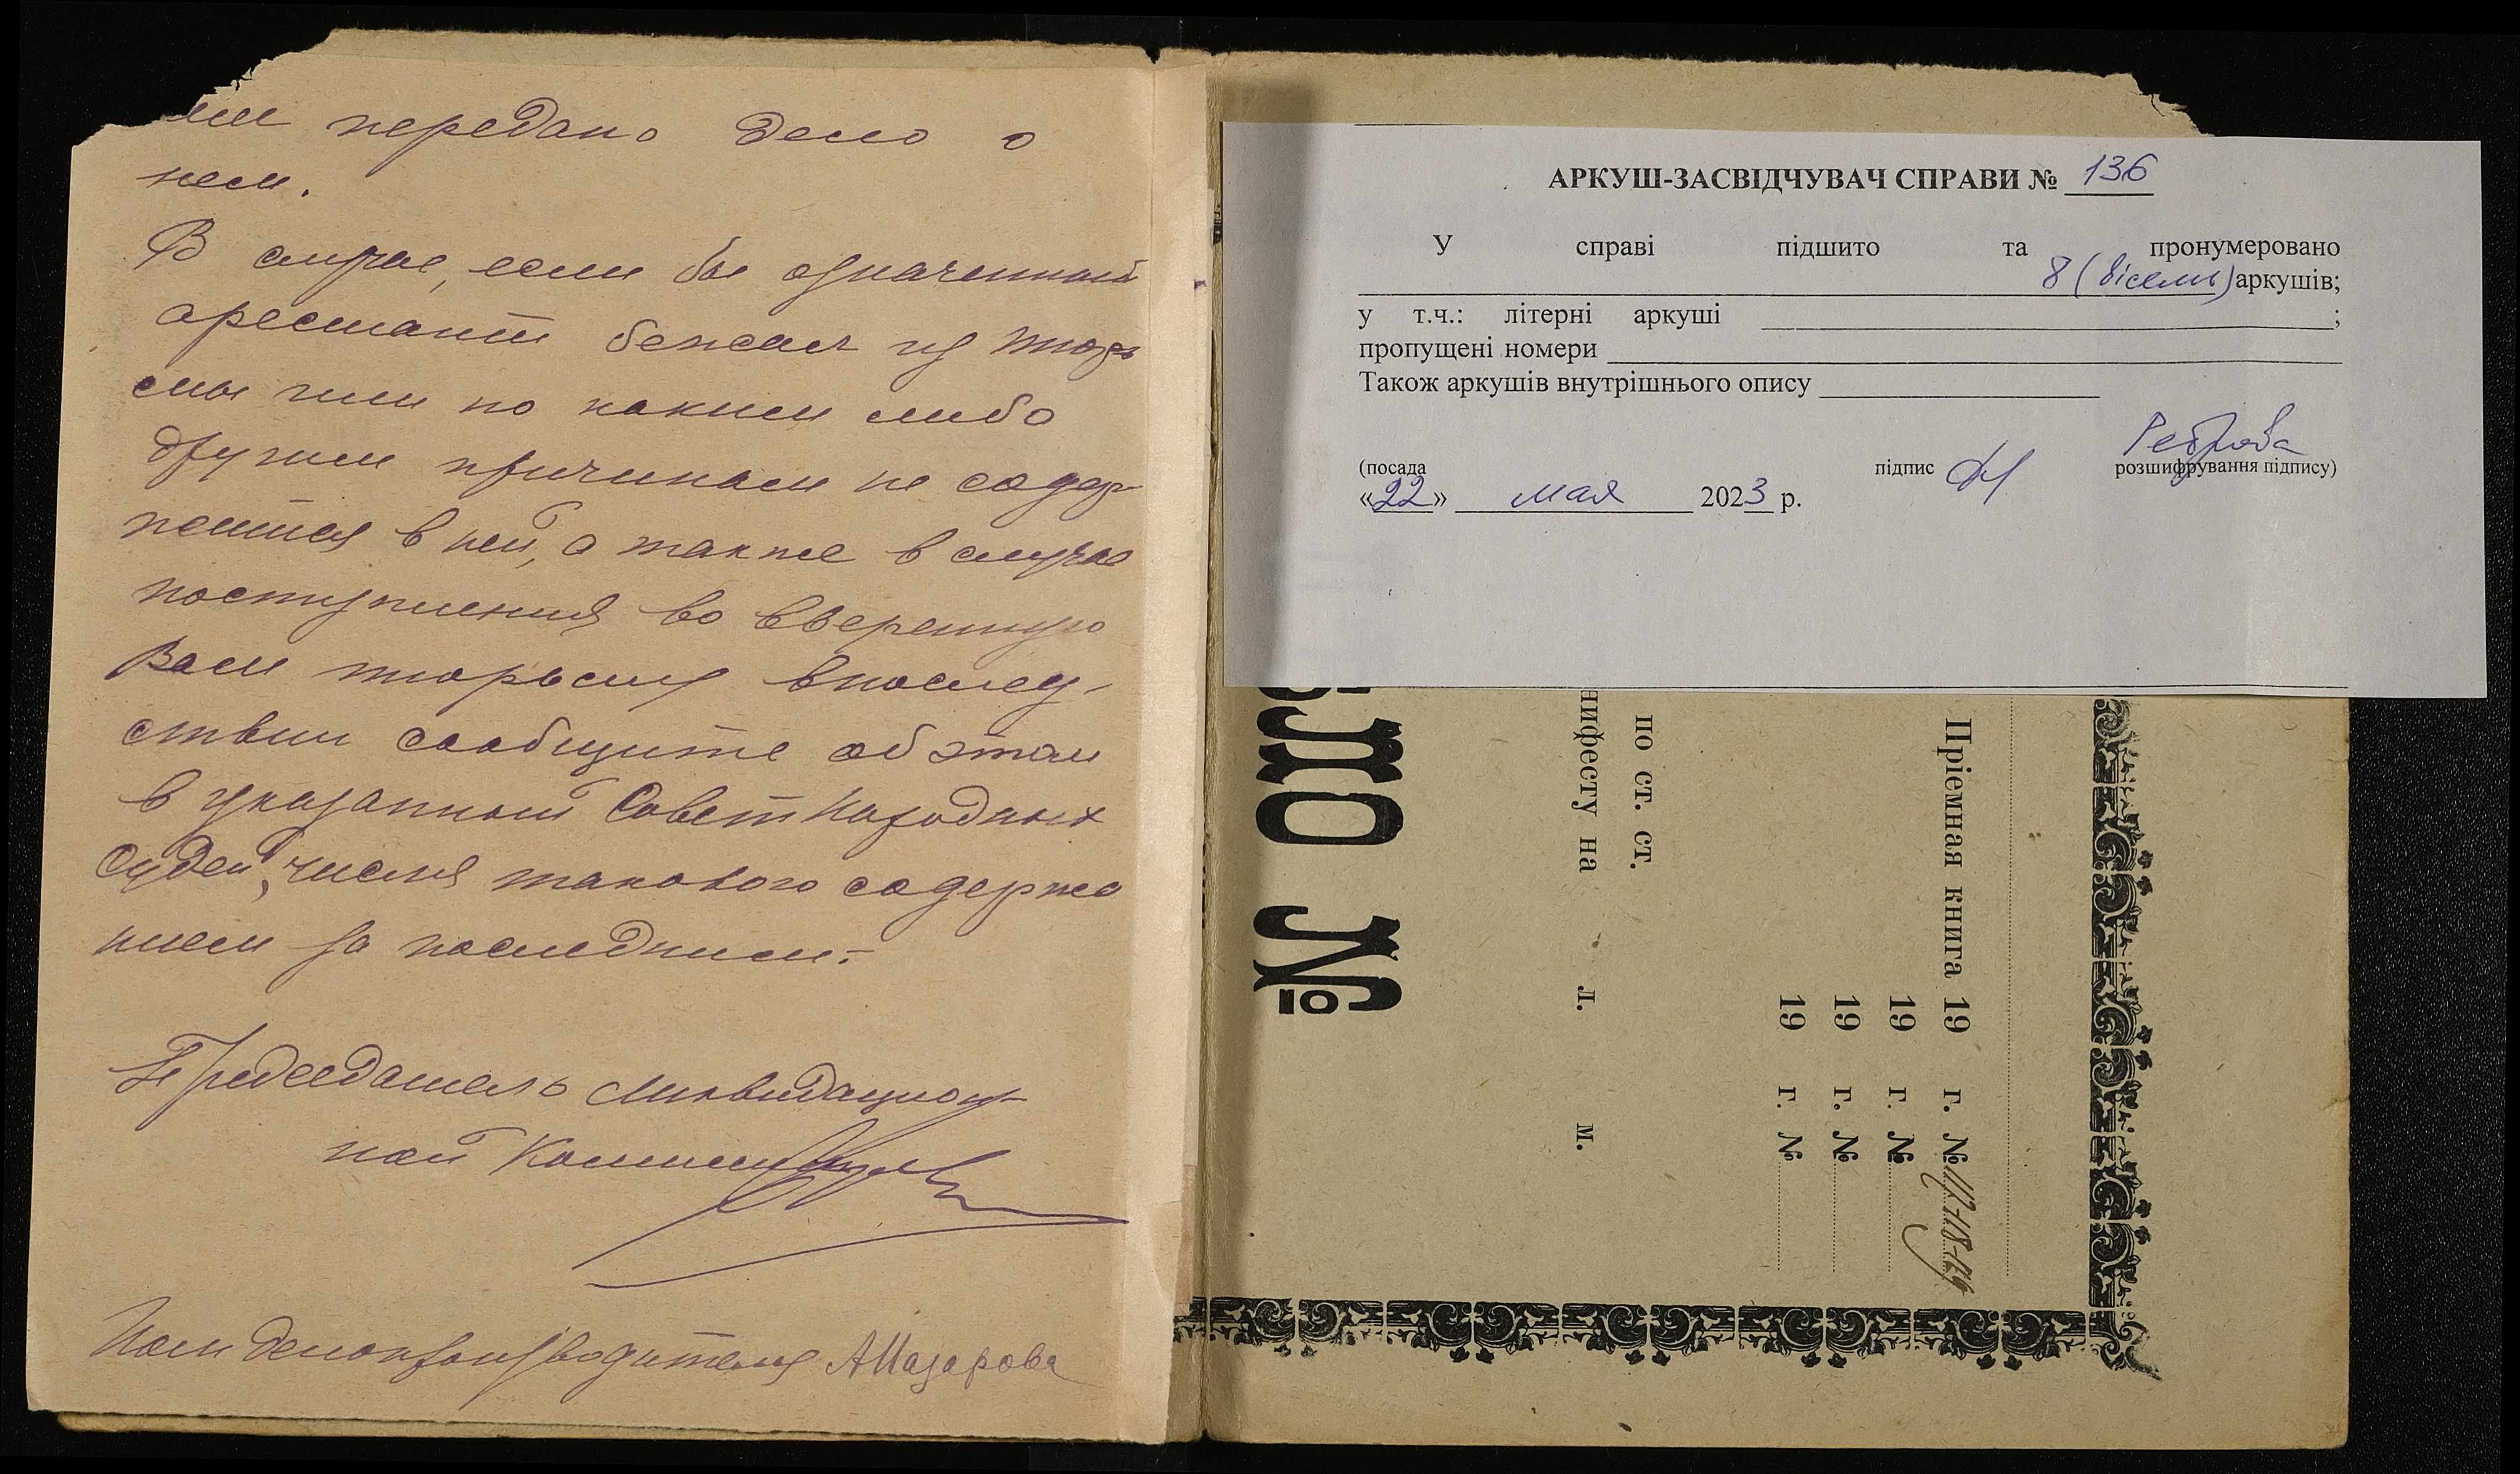 передано дело о
нем.
В случае, если бы означенный
арестант бежал из тюрь
мы или по каким либо
другим причинам не содер-
жится в ней, а также в случае
поступления во вверенную
Вам тюрьму впослед-
ствии сообщите об этом
в указанный Совет Народных
Судей, числя такового содержа
нием за последним.
Председатель Ликвидацион-
ной Комиссии
Пом делопроизводителя
АРКУШ-ЗАСВІДЧУВАЧ СПРАВИ № 136
У справі підшито та пронумеровано
8 (вісемь) аркушів;
у т.ч.: літерні аркуші ;
пропущені номери
Також аркушів внутрішнього опису
Реброва
(посада підпис розшифрування підпису)
«22» мая 2023 р.
ЛО №
нифесту на л. м.
по ст. ст.
Пріемная книга 19 г. №
19 г. №
19 г. №
19 г. №